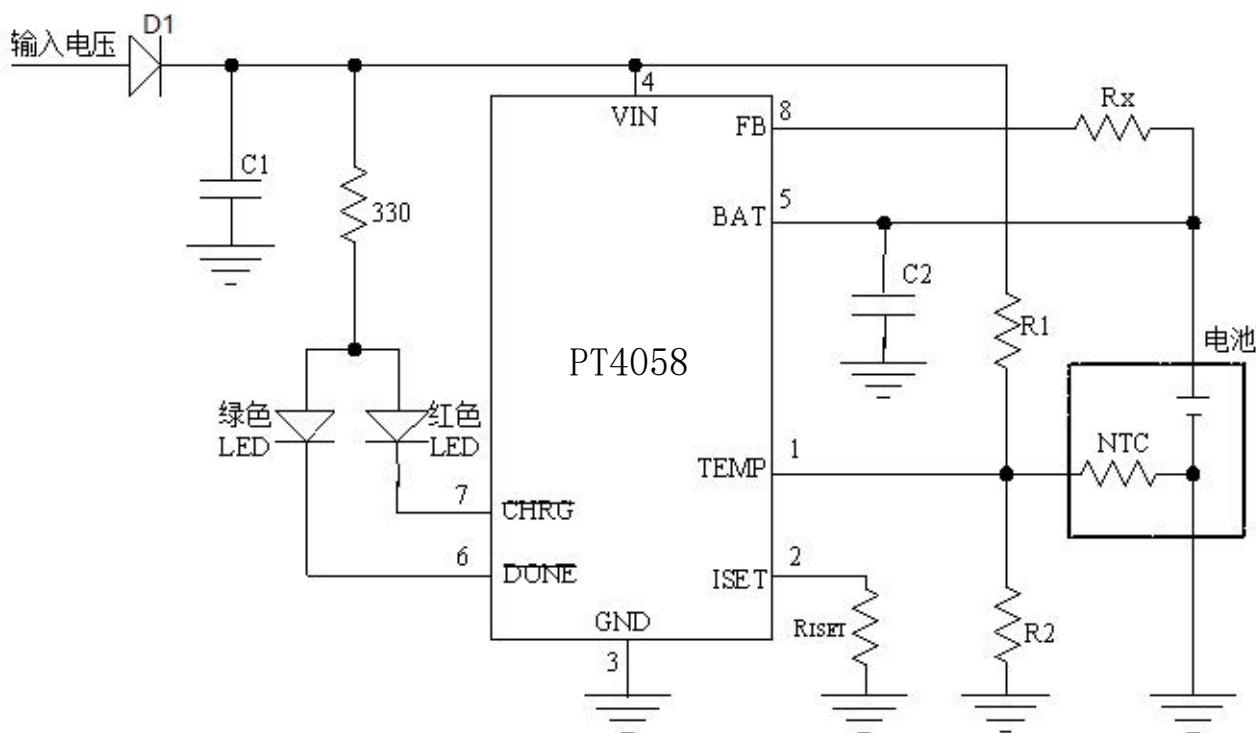 D1
输入电压
4
VIN
8
FB
Rx
C1
330
5
BAT
C2
R1
PT4058
电池
绿色
LED
红色
LED
1
TEMP
NTC
7
CHRG
6
DONE
2
ISET
GND
3
RISET
R2